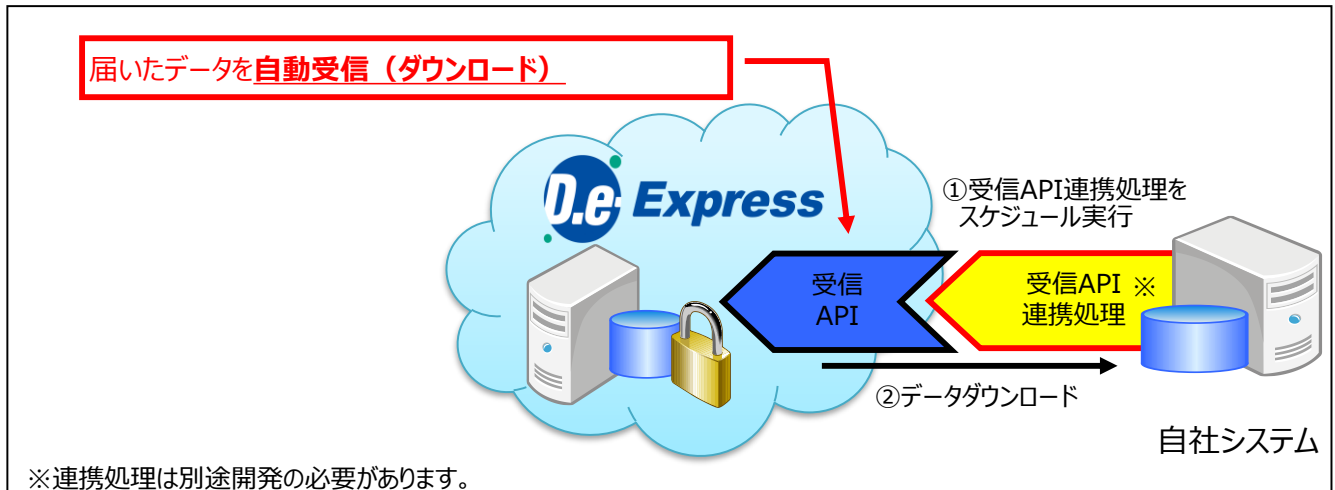 届いたデータを自動受信（ダウンロード）
D.e Express
①受信API連携処理を
スケジュール実行
受信
API
受信API ※
連携処理
②データダウンロード
自社システム
※連携処理は別途開発の必要があります。